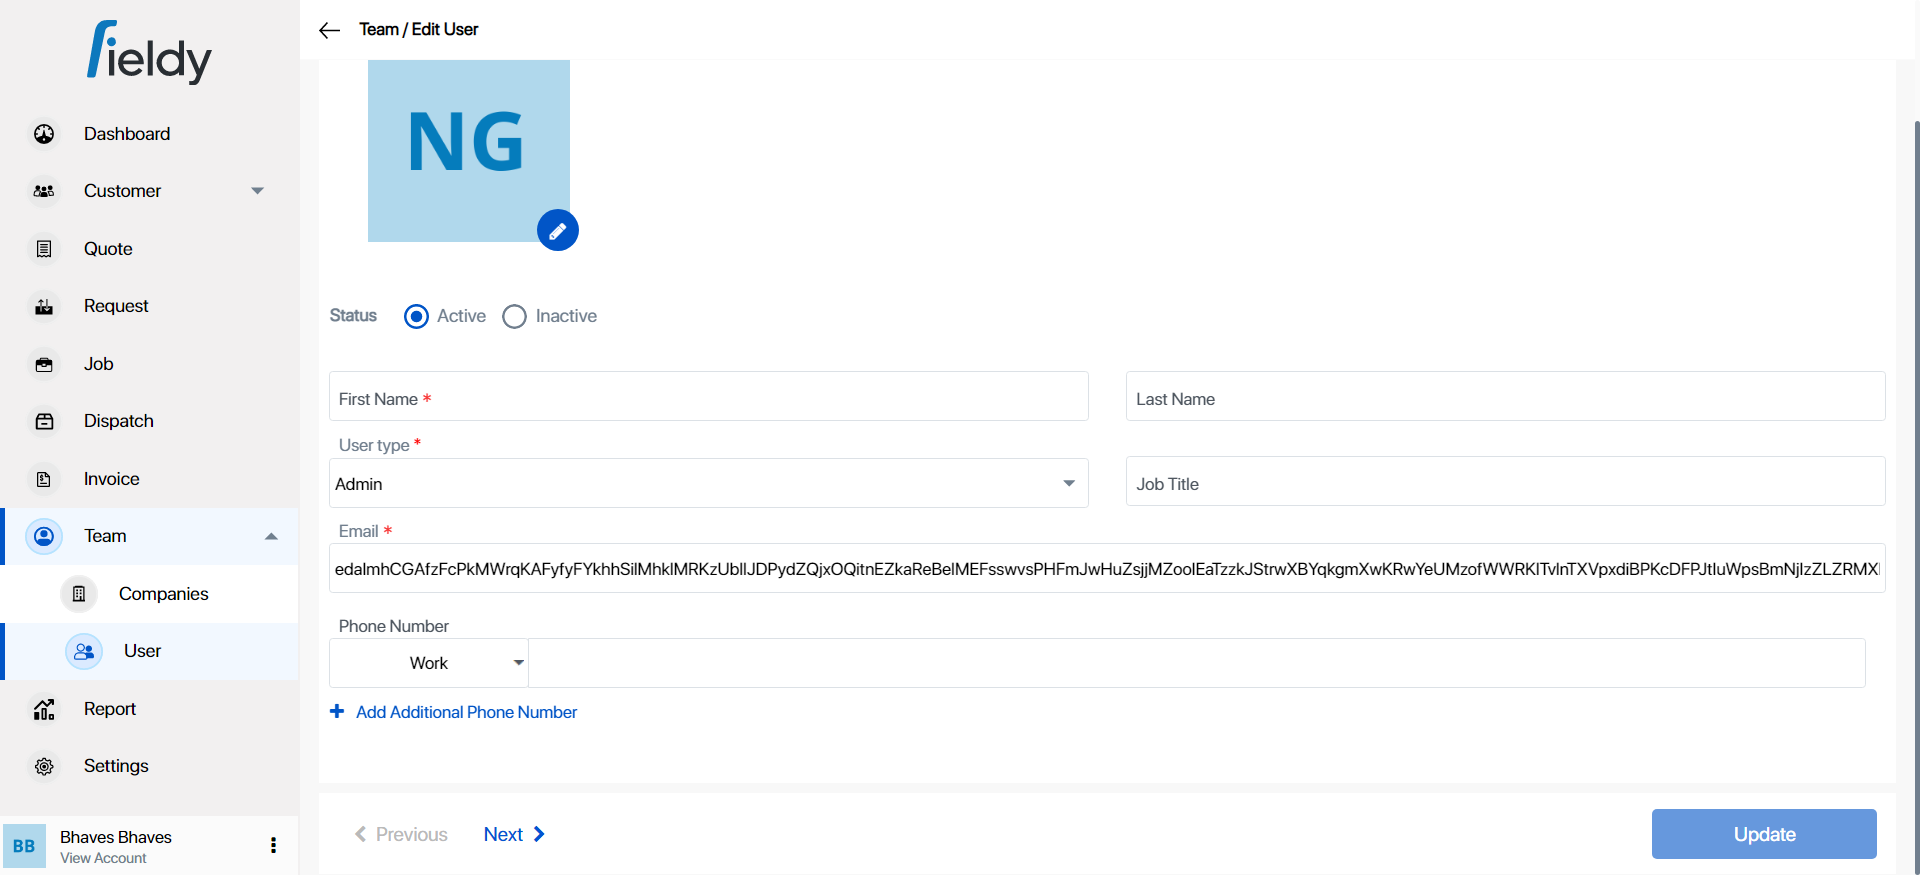 fieldy
Dashboard
Customer
Quote
Request
Job
Dispatch
Invoice
Team
Companies
User
Report
Settings
BB
Bhaves Bhaves
View Account
Team / Edit User
NG
Status
Active
Inactive
First Name *
Last Name
User type *
Admin
Job Title
Email *
Phone Number
Work
+ Add Additional Phone Number
Previous
Next
Update